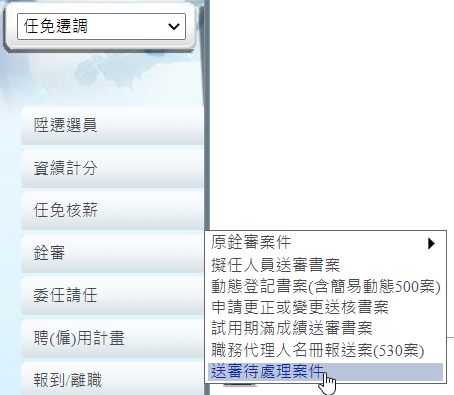 任免遷調
陞遷選員
資績計分
任免核薪
銓審
委任請任
聘(僱)用計畫
報到/離職
原銓審案件
擬任人員送審書案
動態登記書案(含簡易動態500案)
申請更正或變更送核書案
試用期滿成績送審書案
職務代理人名冊報送案(530案)
送審待處理案件